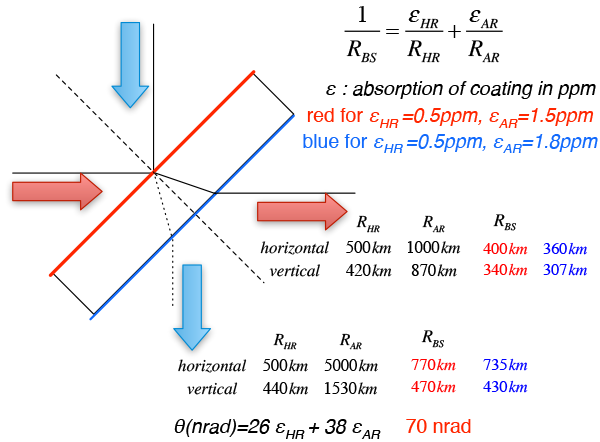 1/R_BS = ε_HR/R_HR + ε_AR/R_AR
ε : absorption of coating in ppm
red for ε_HR =0.5ppm, ε_AR=1.5ppm
blue for ε_HR =0.5ppm, ε_AR=1.8ppm
R_HR R_AR R_BS
horizontal 500km 1000km 400km 360km
vertical 420km 870km 340km 307km
R_HR R_AR R_BS
horizontal 500km 5000km 770km 735km
vertical 440km 1530km 470km 430km
θ(nrad)=26 ε_HR + 38 ε_AR 70 nrad